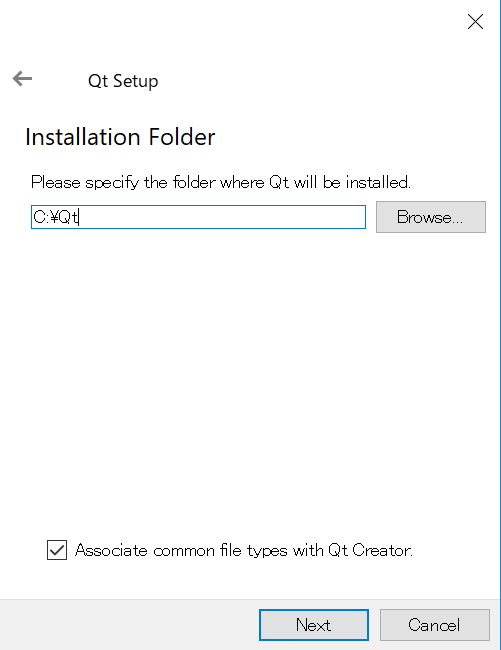 Qt Setup
Installation Folder
Please specify the folder where Qt will be installed.
C:¥Qt
Browse...
Associate common file types with Qt Creator.
Next
Cancel